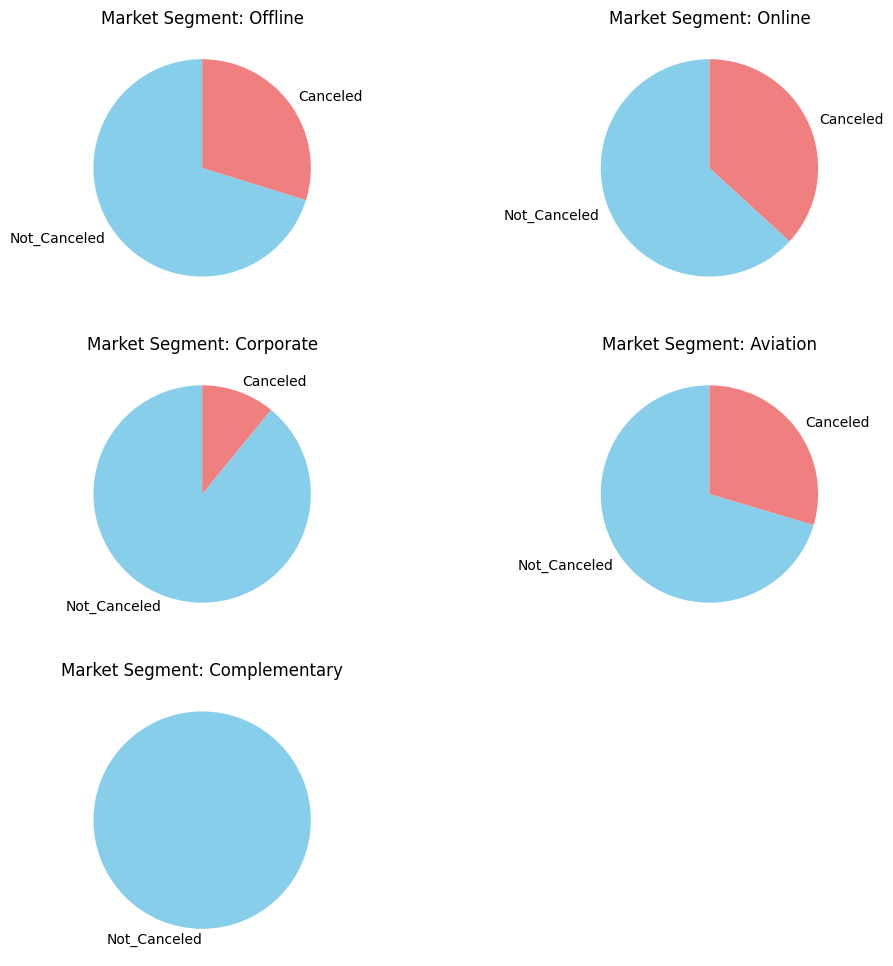 Market Segment: Offline
Canceled
Not_Canceled
Market Segment: Online
Canceled
Not_Canceled
Market Segment: Corporate
Canceled
Not_Canceled
Market Segment: Aviation
Canceled
Not_Canceled
Market Segment: Complementary
Not_Canceled